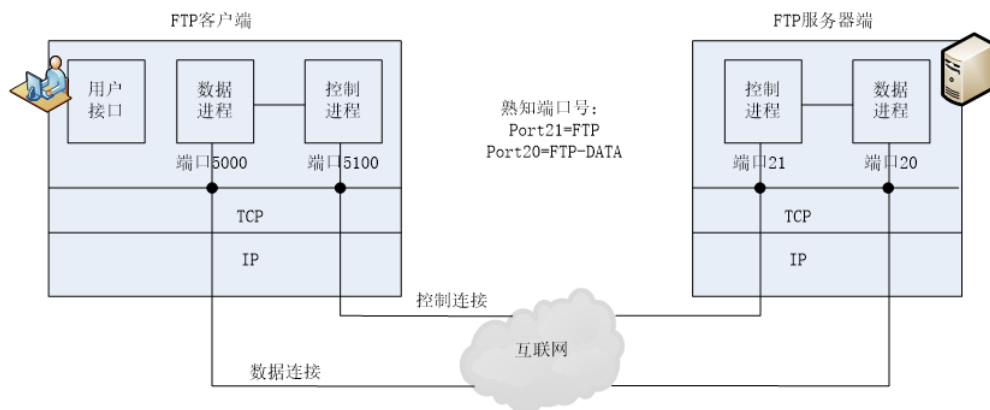 FTP客户端
FTP服务器端
用户
接口
数据
进程
控制
进程
熟知端口号:
Port21=FTP
Port20=FTP-DATA
控制
进程
数据
进程
端口5000
端口5100
端口21
端口20
TCP
TCP
IP
IP
控制连接
互联网
数据连接